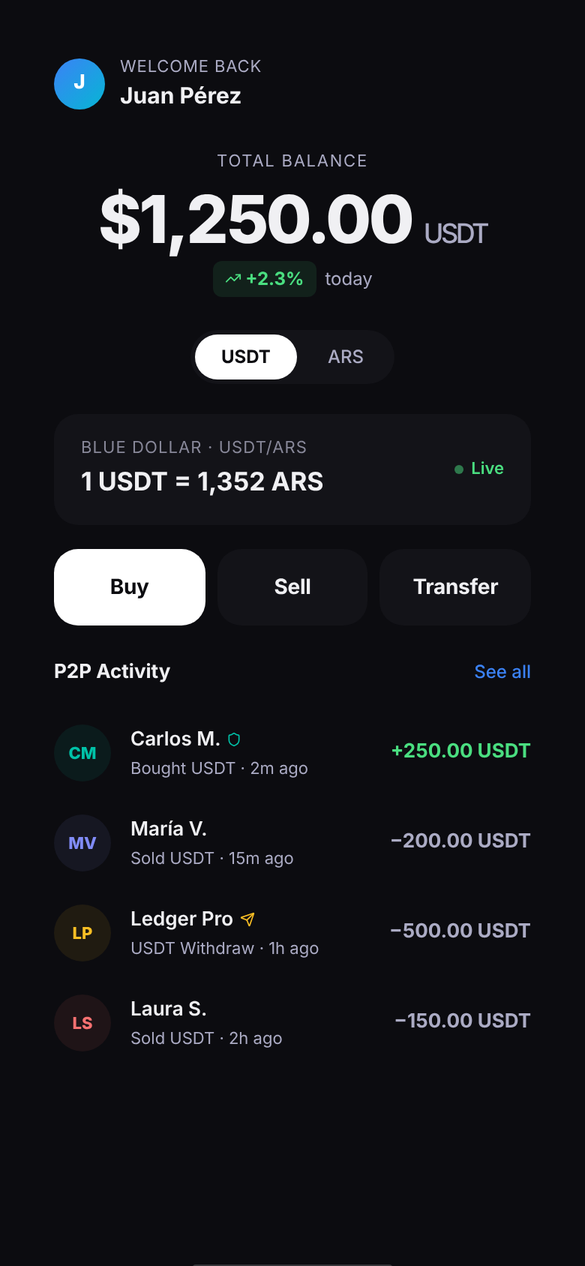 J
WELCOME BACK
Juan Pérez
TOTAL BALANCE
$1,250.00 USDT
+2.3% today
USDT ARS
BLUE DOLLAR · USDT/ARS
1 USDT = 1,352 ARS
Live
Buy Sell Transfer
P2P Activity See all
CM
Carlos M.
Bought USDT · 2m ago
+250.00 USDT
MV
María V.
Sold USDT · 15m ago
−200.00 USDT
LP
Ledger Pro
USDT Withdraw · 1h ago
−500.00 USDT
LS
Laura S.
Sold USDT · 2h ago
−150.00 USDT